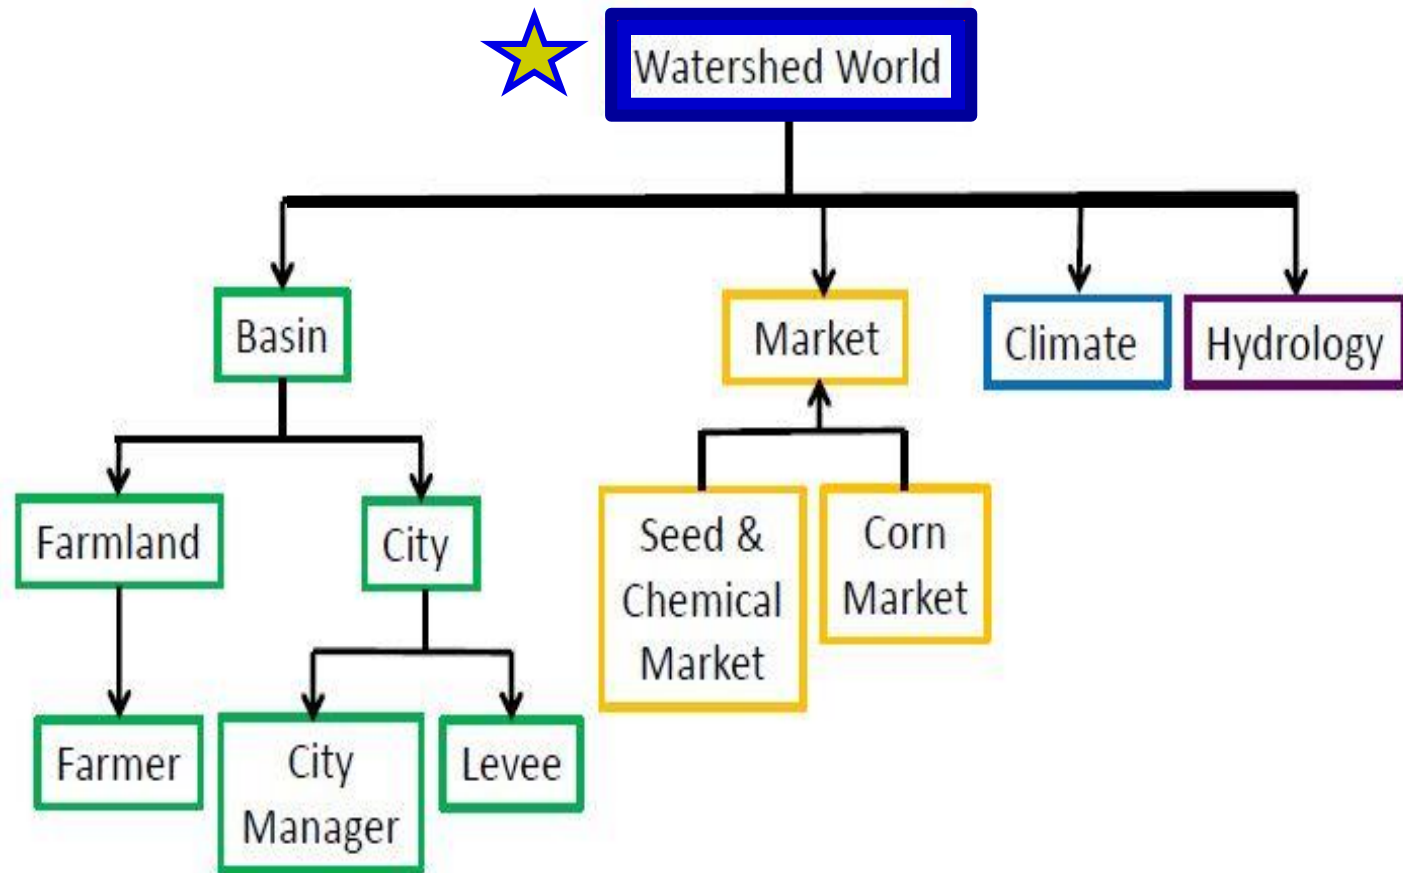 Watershed World
Basin
Market
Climate
Hydrology
Farmland
City
Seed &
Chemical
Market
Corn
Market
Farmer
City
Manager
Levee